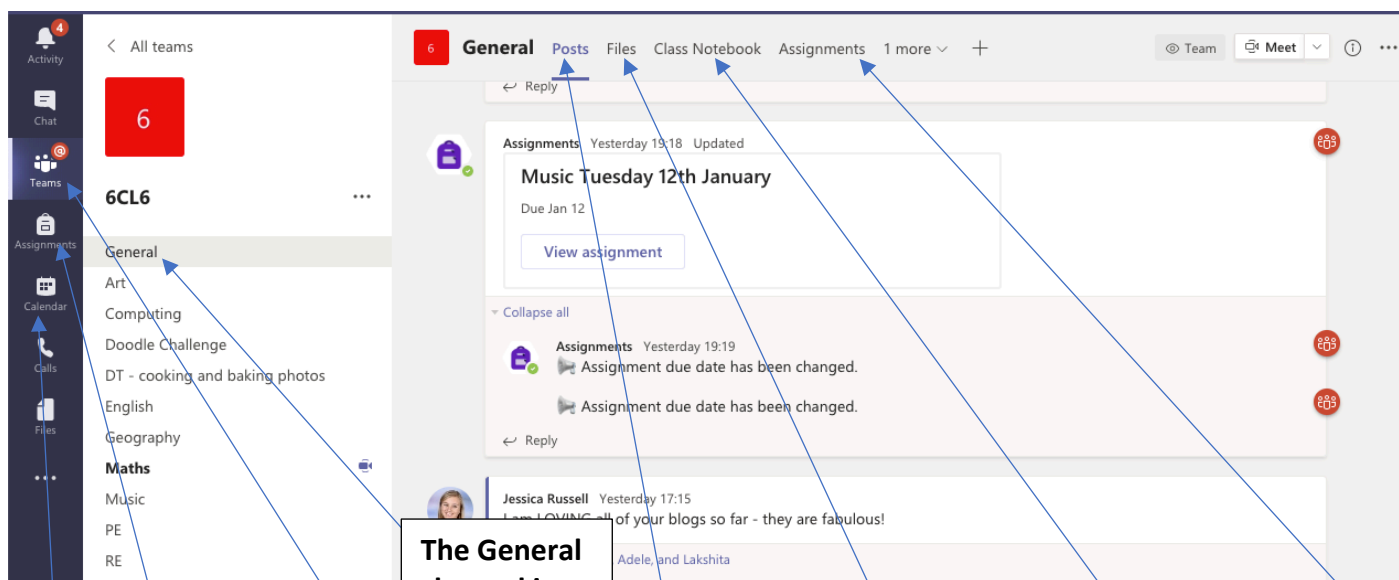 4
Activity
Chat
@
Teams
Assignments
Calendar
Calls
Files
< All teams
6
6CL6
General
Art
Computing
Doodle Challenge
DT - cooking and baking photos
English
Geography
Maths
Music
PE
RE
6 General Posts Files Class Notebook Assignments 1 more + Team Meet
Reply
Assignments Yesterday 19:18 Updated
Music Tuesday 12th January
Due Jan 12
View assignment
Collapse all
Assignments Yesterday 19:19
Assignment due date has been changed.
Assignment due date has been changed.
Reply
Jessica Russell Yesterday 17:15
I am LOVING all of your blogs so far - they are fabulous!
Adele, and Lakshita
The General